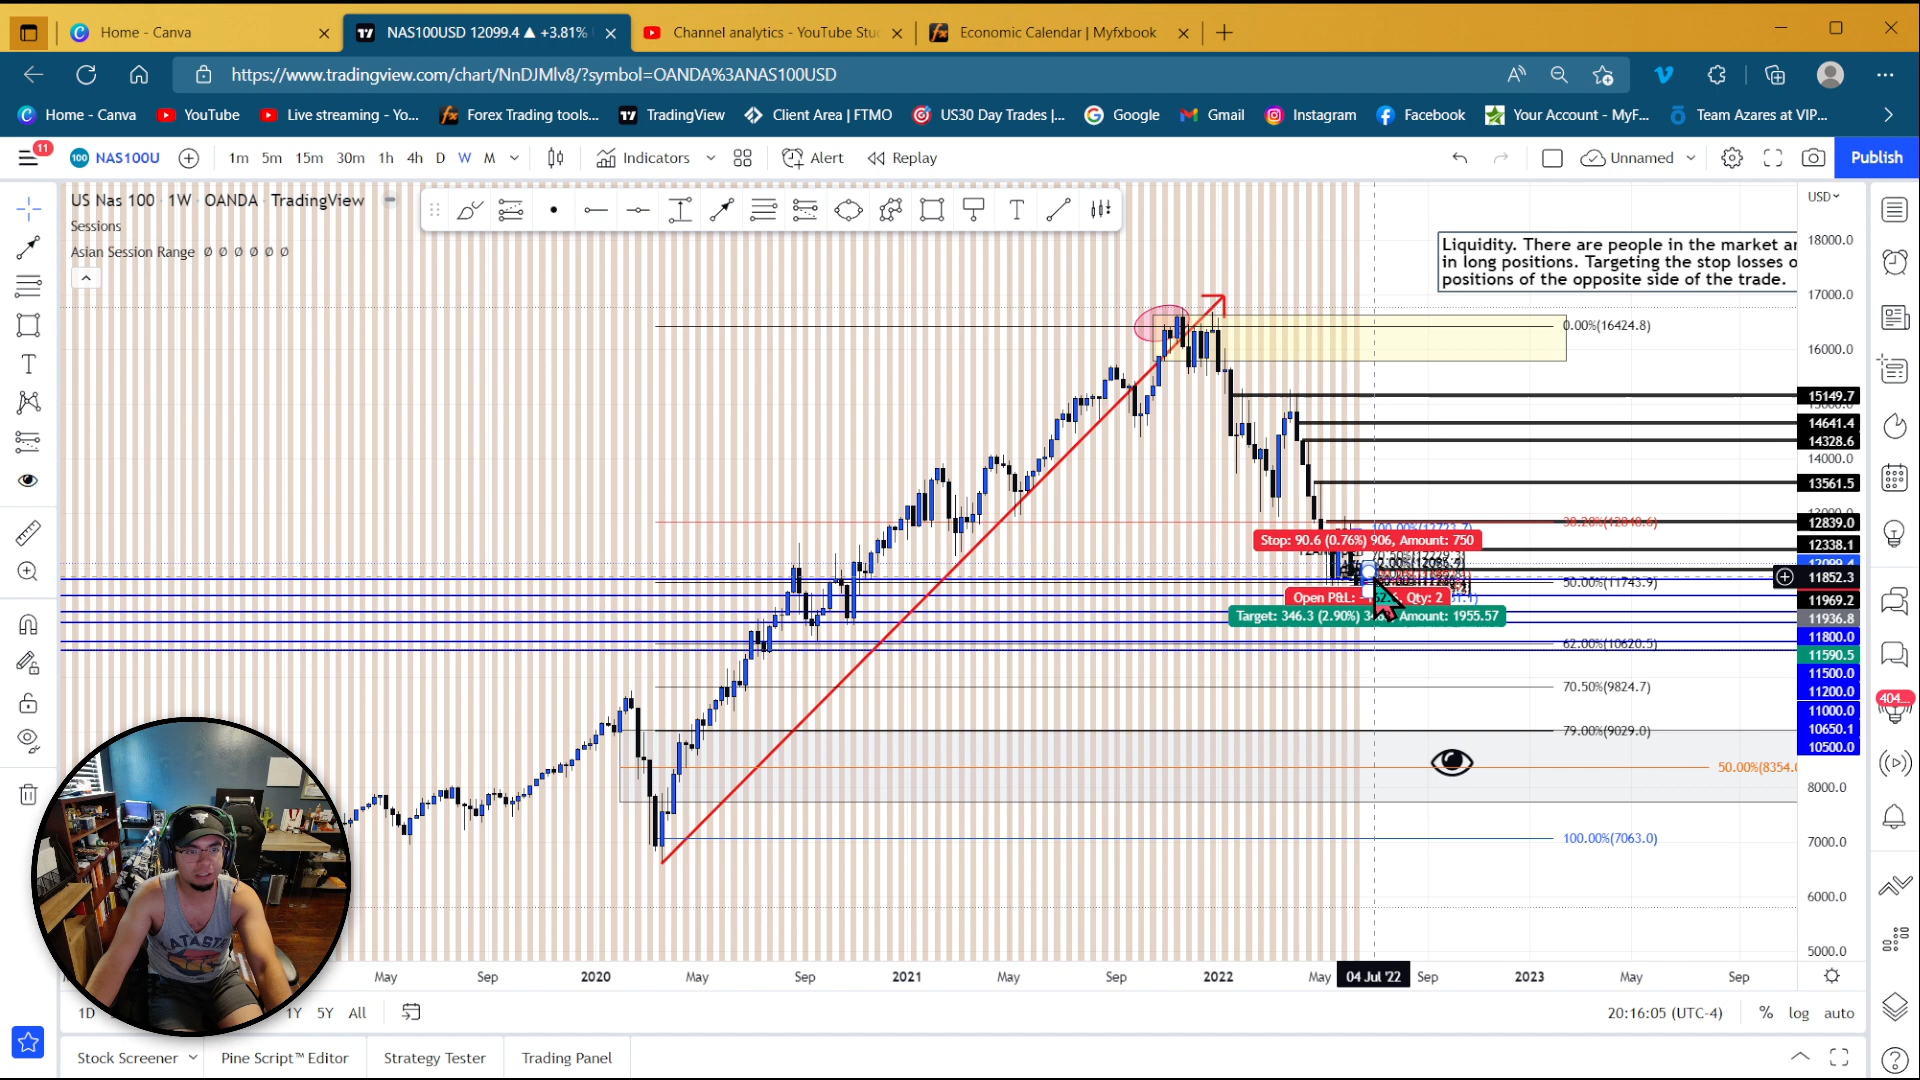 Home - Canva
NAS100USD 12099.4 ▲ +3.81%
Channel analytics - YouTube Stu
Economic Calendar | Myfxbook
https://www.tradingview.com/chart/NnDJMlv8/?symbol=OANDA%3ANAS100USD
Home - Canva
YouTube
Live streaming - Yo...
Forex Trading tools...
TradingView
Client Area | FTMO
US30 Day Trades |...
Google
Gmail
Instagram
Facebook
Your Account - MyF...
Team Azares at VIP...
11
100
NAS100U
1m 5m 15m 30m 1h 4h D W M
Indicators
Alert
Replay
Unnamed
Publish
US Nas 100 · 1W · OANDA · TradingView
Sessions
Asian Session Range ∅ ∅ ∅ ∅ ∅ ∅
USD
Liquidity. There are people in the market
in long positions. Targeting the stop losses
positions of the opposite side of the trade.
18000.0
17000.0
16000.0
15149.7
14641.4
14328.6
14000.0
13561.5
12839.0
12338.1
11852.3
11969.2
11936.8
11800.0
11590.5
11500.0
11200.0
11000.0
10650.1
10500.0
8000.0
7000.0
6000.0
5000.0
0.00%(16424.8)
Stop: 90.6 (0.76%) 906, Amount: 750
50.00%(11743.9)
Open P&L:
Qty: 2
Target: 346.3 (2.90%)
Amount: 1955.57
62.00%(10620.5)
70.50%(9824.7)
79.00%(9029.0)
50.00%(8354.
100.00%(7063.0)
404
May Sep 2020 May Sep 2021 May Sep 2022 May 04 Jul '22 Sep 2023 May Sep
1D
1Y 5Y All
20:16:05 (UTC-4)
% log auto
Stock Screener
Pine Script™ Editor
Strategy Tester
Trading Panel